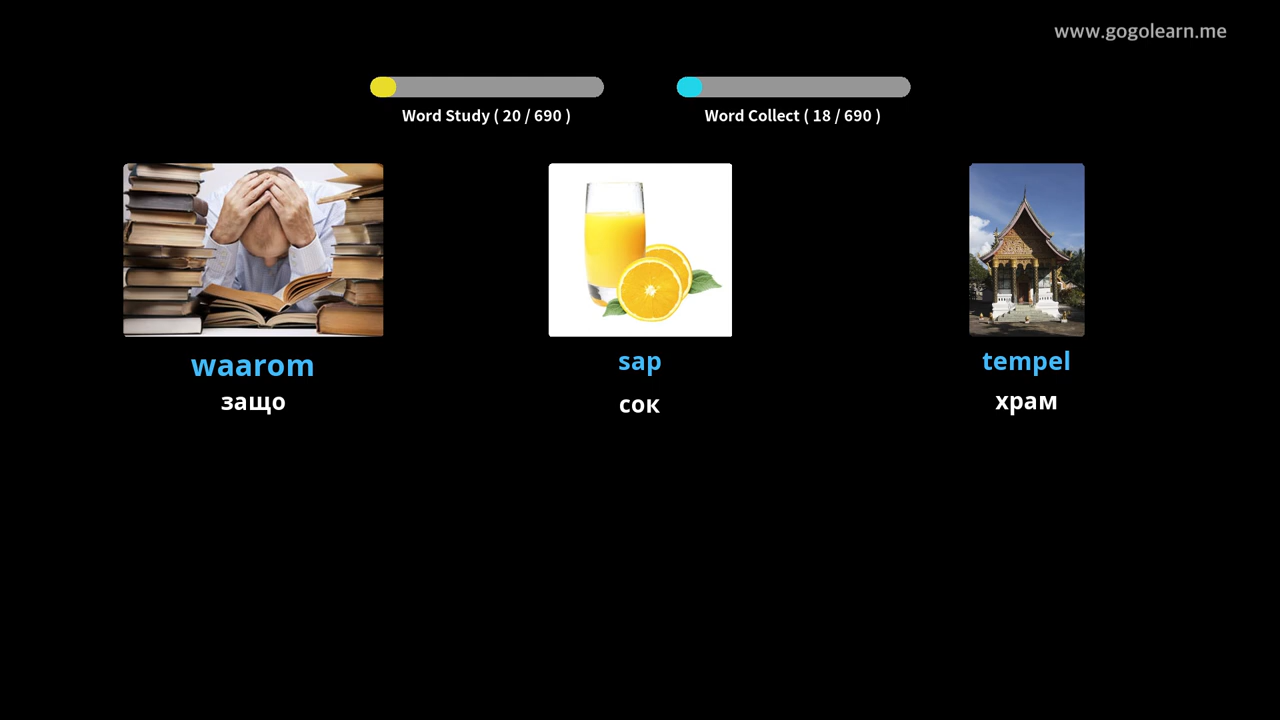 www.gogolearn.me
Word Study ( 20 / 690 )
Word Collect ( 18 / 690 )
waarom
защо
sap
сок
tempel
храм